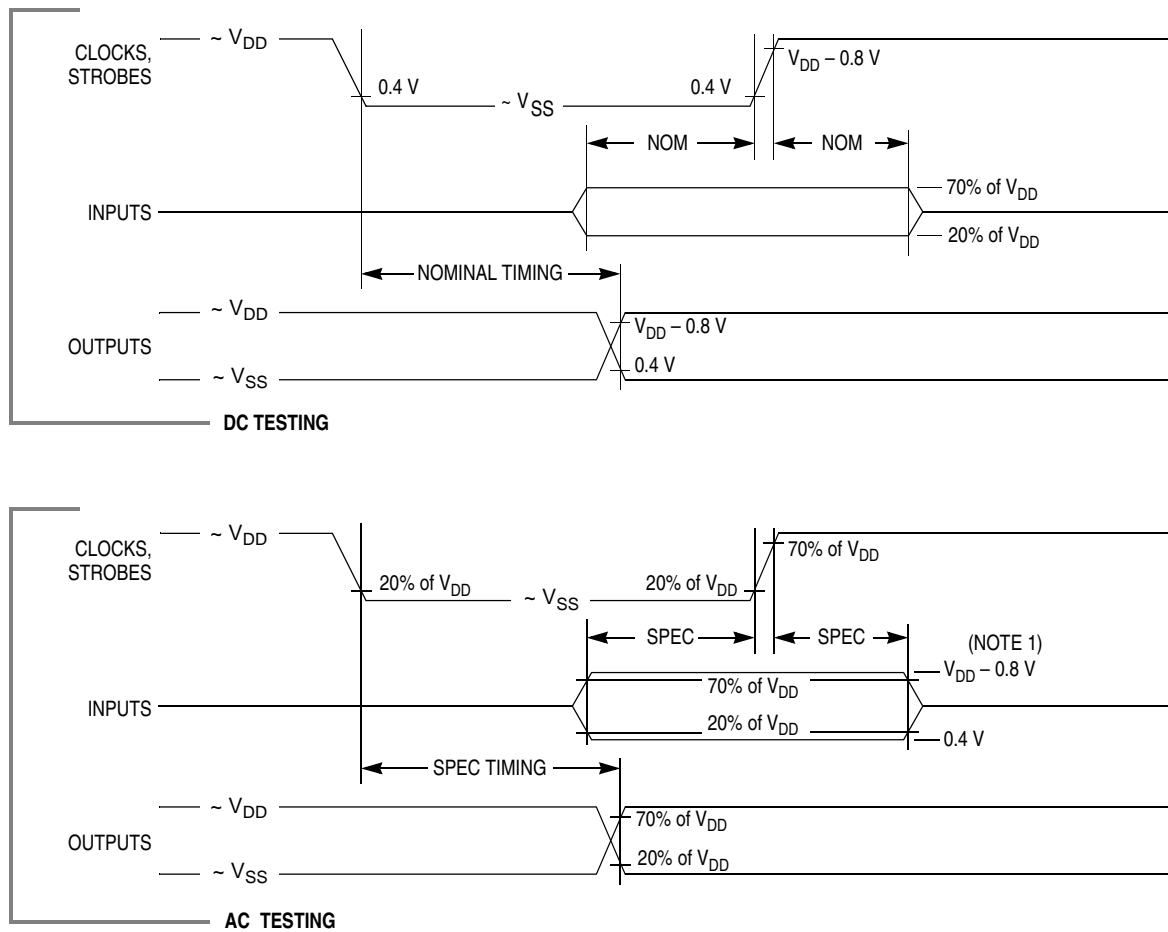 CLOCKS,
STROBES
~ VDD
0.4 V
~ VSS
0.4 V
VDD – 0.8 V
NOM
NOM
INPUTS
70% of VDD
20% of VDD
NOMINAL TIMING
OUTPUTS
~ VDD
VDD – 0.8 V
0.4 V
~ VSS
DC TESTING
CLOCKS,
STROBES
~ VDD
70% of VDD
20% of VDD
~ VSS
20% of VDD
SPEC
SPEC
(NOTE 1)
VDD – 0.8 V
70% of VDD
INPUTS
20% of VDD
0.4 V
SPEC TIMING
OUTPUTS
~ VDD
70% of VDD
20% of VDD
~ VSS
AC TESTING